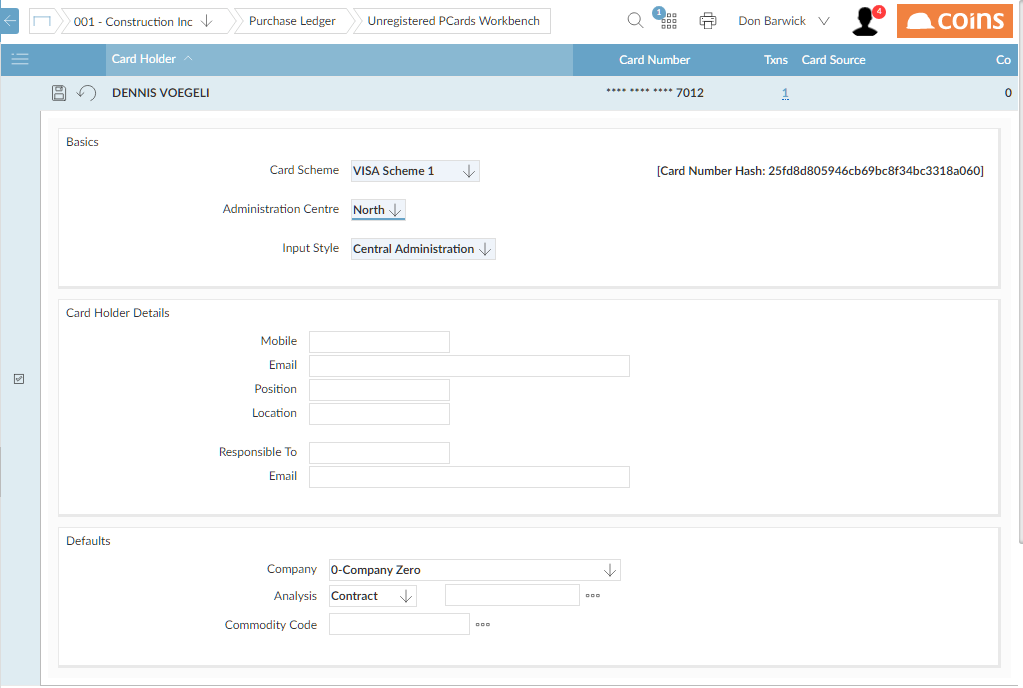 001 - Construction Inc
Purchase Ledger
Unregistered PCards Workbench
1
Don Barwick
4
coins
Card Holder
Card Number
Txns
Card Source
Co
DENNIS VOEGELI
**** **** **** 7012
1
0
Basics
Card Scheme VISA Scheme 1
[Card Number Hash: 25fd8d805946cb69bc8f34bc3318a060]
Administration Centre North
Input Style Central Administration
Card Holder Details
Mobile
Email
Position
Location
Responsible To
Email
Defaults
Company 0-Company Zero
Analysis Contract
Commodity Code